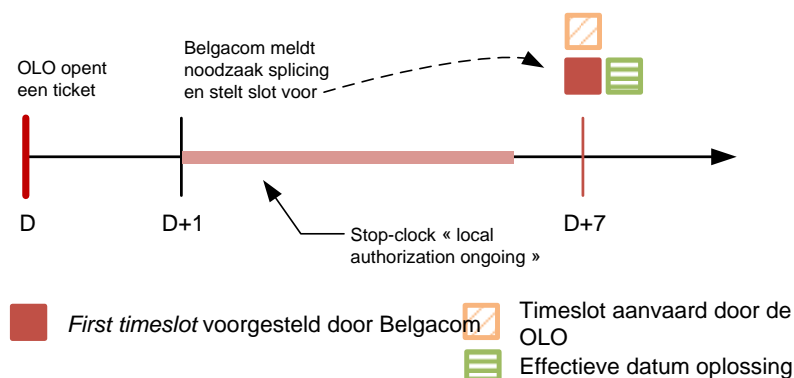 OLO opent
een ticket
Belgacom meldt
noodzaak splicing
en stelt slot voor
D
D+1
D+7
Stop-clock « local
authorization ongoing »
First timeslot voorgesteld door Belgacom
Timeslot aanvaard door de
OLO
Effectieve datum oplossing